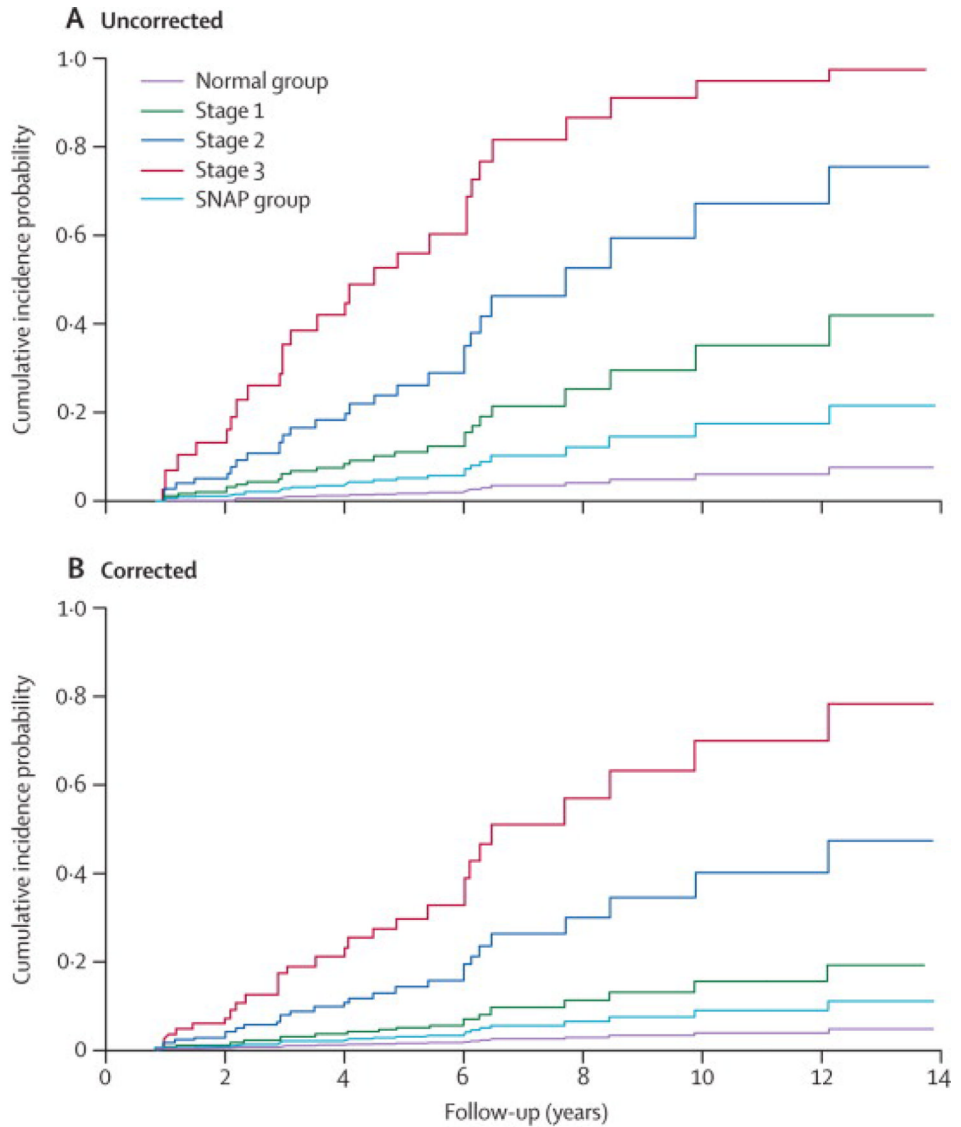 A Uncorrected
1·0
0·8
0·6
0·4
0·2
0
Cumulative incidence probability
Normal group
Stage 1
Stage 2
Stage 3
SNAP group
B Corrected
1·0
0·8
0·6
0·4
0·2
0
Cumulative incidence probability
0 2 4 6 8 10 12 14
Follow-up (years)